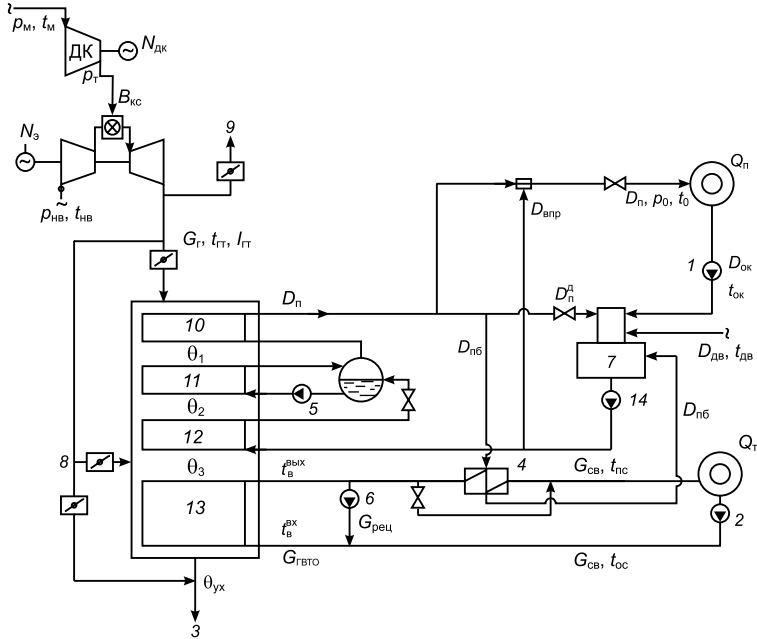 pм, tм
ДК
Nдк
pт
Bкс
Nэ
9
Qп
pнв, tнв
Dвпр
Dп, p0, t0
Gг, tгт, Iгт
1
Dок
tок
Dп
Dпд
10
θ1
Dпб
Dдв, tдв
7
11
θ2
5
14
Dпб
12
8
θ3
tввых
4
Gсв, tпс
Qт
13
6
Gрец
2
tввх
GГВТО
Gсв, tос
θух
3